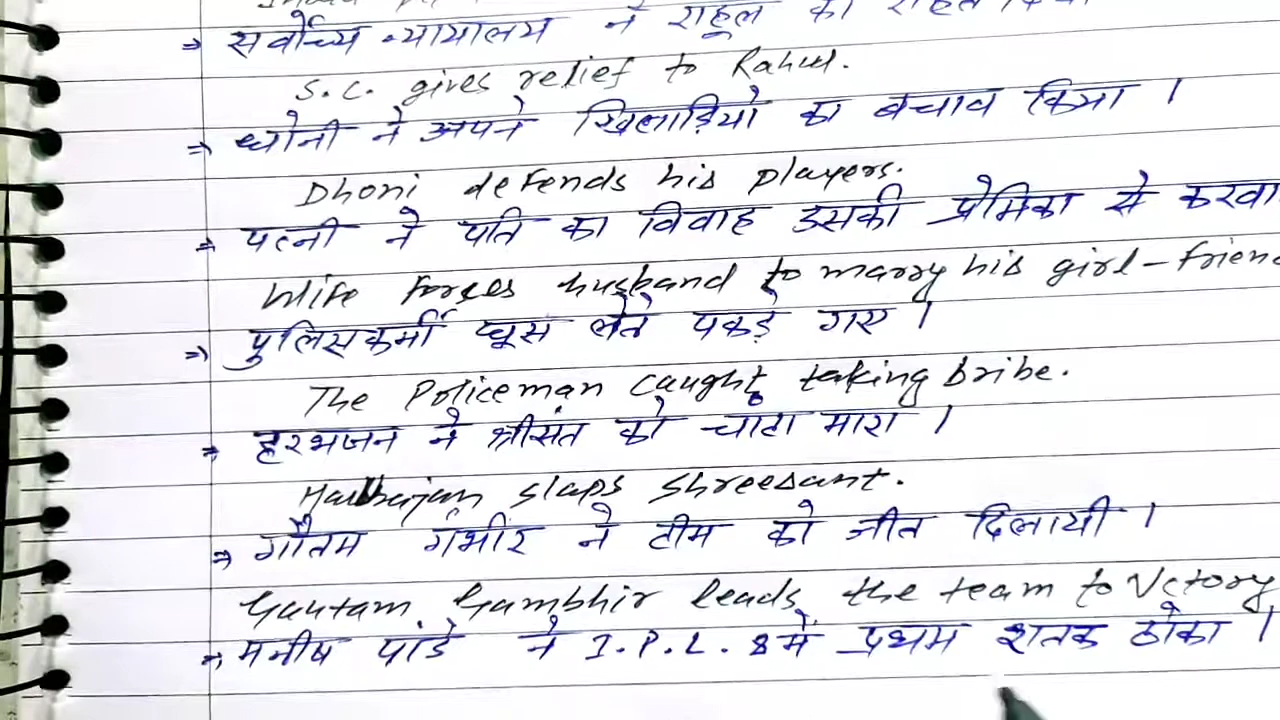 ⇒ सर्वोच्य न्यायालय ने राहूल को राहत
S.C. gives relief to Rahul.
⇒ धोनी ने अपने खिलाड़ियो का बचाव किया ।
Dhoni defends his players.
⇒ पत्नी ने पति का विवाह उसकी प्रेमिका से करवा
Wife forces husband to marry his girl-friend
⇒ पुलिसकर्मी घूस लेते पकड़े गए ।
The Policeman caught taking bribe.
⇒ हरभजन ने श्रीसंत को चाटा मारा ।
Harbhajan slaps Shreesant.
⇒ गौतम गंभीर ने टीम को जीत दिलायी ।
Gautam Gambhir leads the team to Vctory
⇒ मनीष पांडे ने I.P.L. 8 में प्रथम शतक ठोका ।